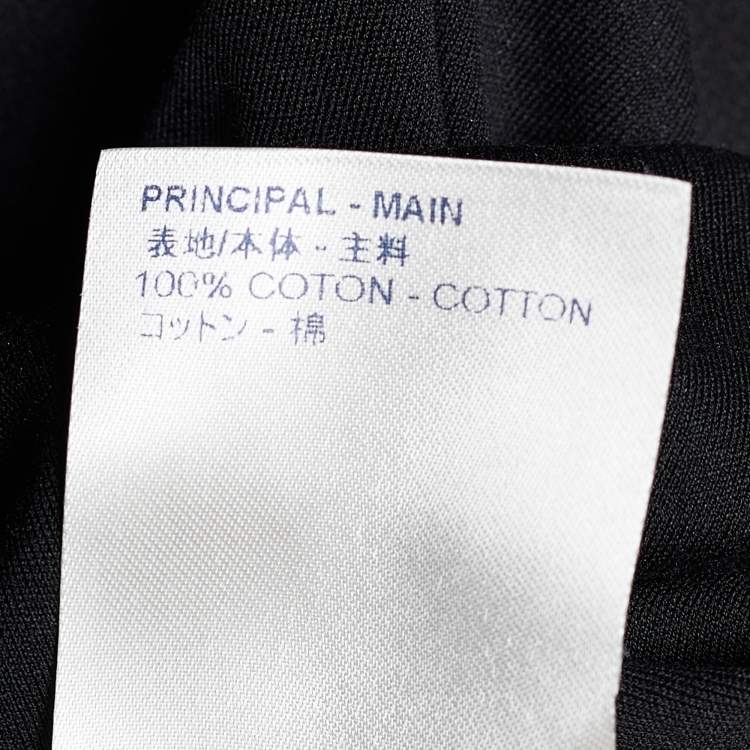 PRINCIPAL - MAIN
表地/本体 - 主料
100% COTON - COTTON
コットン - 棉